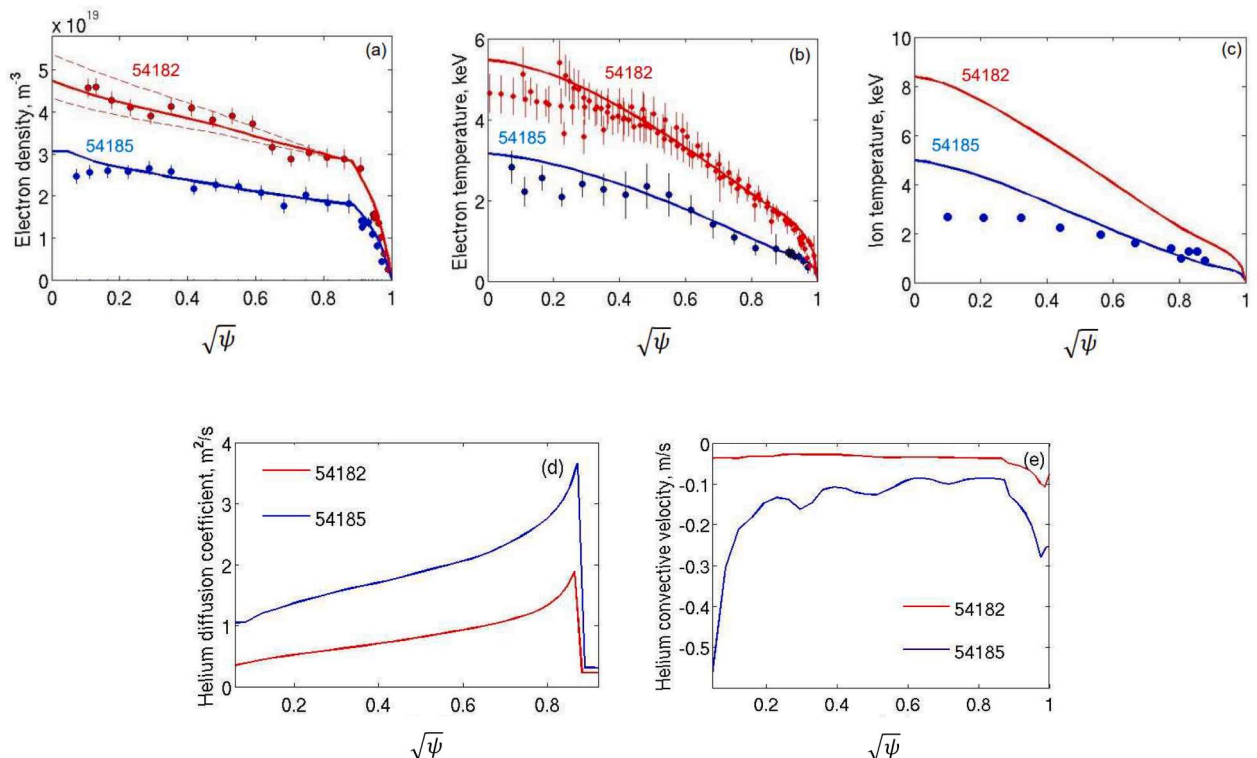 x 10^19
(a)
54182
54185
Electron density, m^-3
5
4
3
2
1
0
0 0.2 0.4 0.6 0.8 1
√ψ
(b)
54182
54185
Electron temperature, keV
6
4
2
0
0 0.2 0.4 0.6 0.8 1
√ψ
(c)
54182
54185
Ion temperature, keV
10
8
6
4
2
0
0 0.2 0.4 0.6 0.8 1
√ψ
(d)
54182
54185
Helium diffusion coefficient, m²/s
4
3
2
1
0
0.2 0.4 0.6 0.8
√ψ
(e)
54182
54185
Helium convective velocity, m/s
0
-0.1
-0.2
-0.3
-0.4
-0.5
0.2 0.4 0.6 0.8 1
√ψ